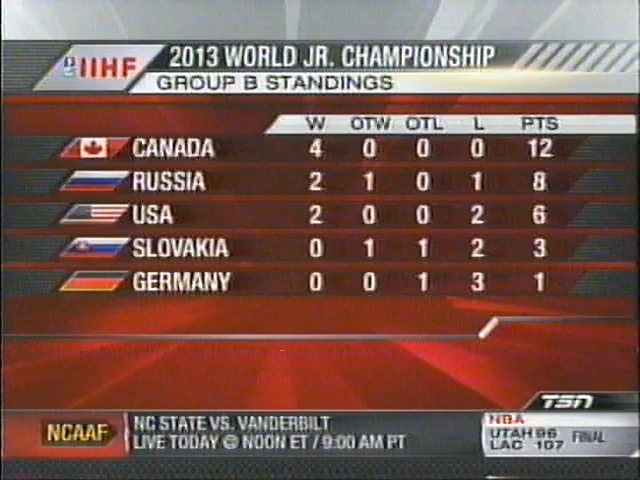 IIHF
2013 WORLD JR. CHAMPIONSHIP
GROUP B STANDINGS
W OTW OTL L PTS
CANADA 4 0 0 0 12
RUSSIA 2 1 0 1 8
USA 2 0 0 2 6
SLOVAKIA 0 1 1 2 3
GERMANY 0 0 1 3 1
TSN
NCAAF
NC STATE VS. VANDERBILT
LIVE TODAY @ NOON ET / 9:00 AM PT
NBA
UTAH 96
LAC 107
FINAL